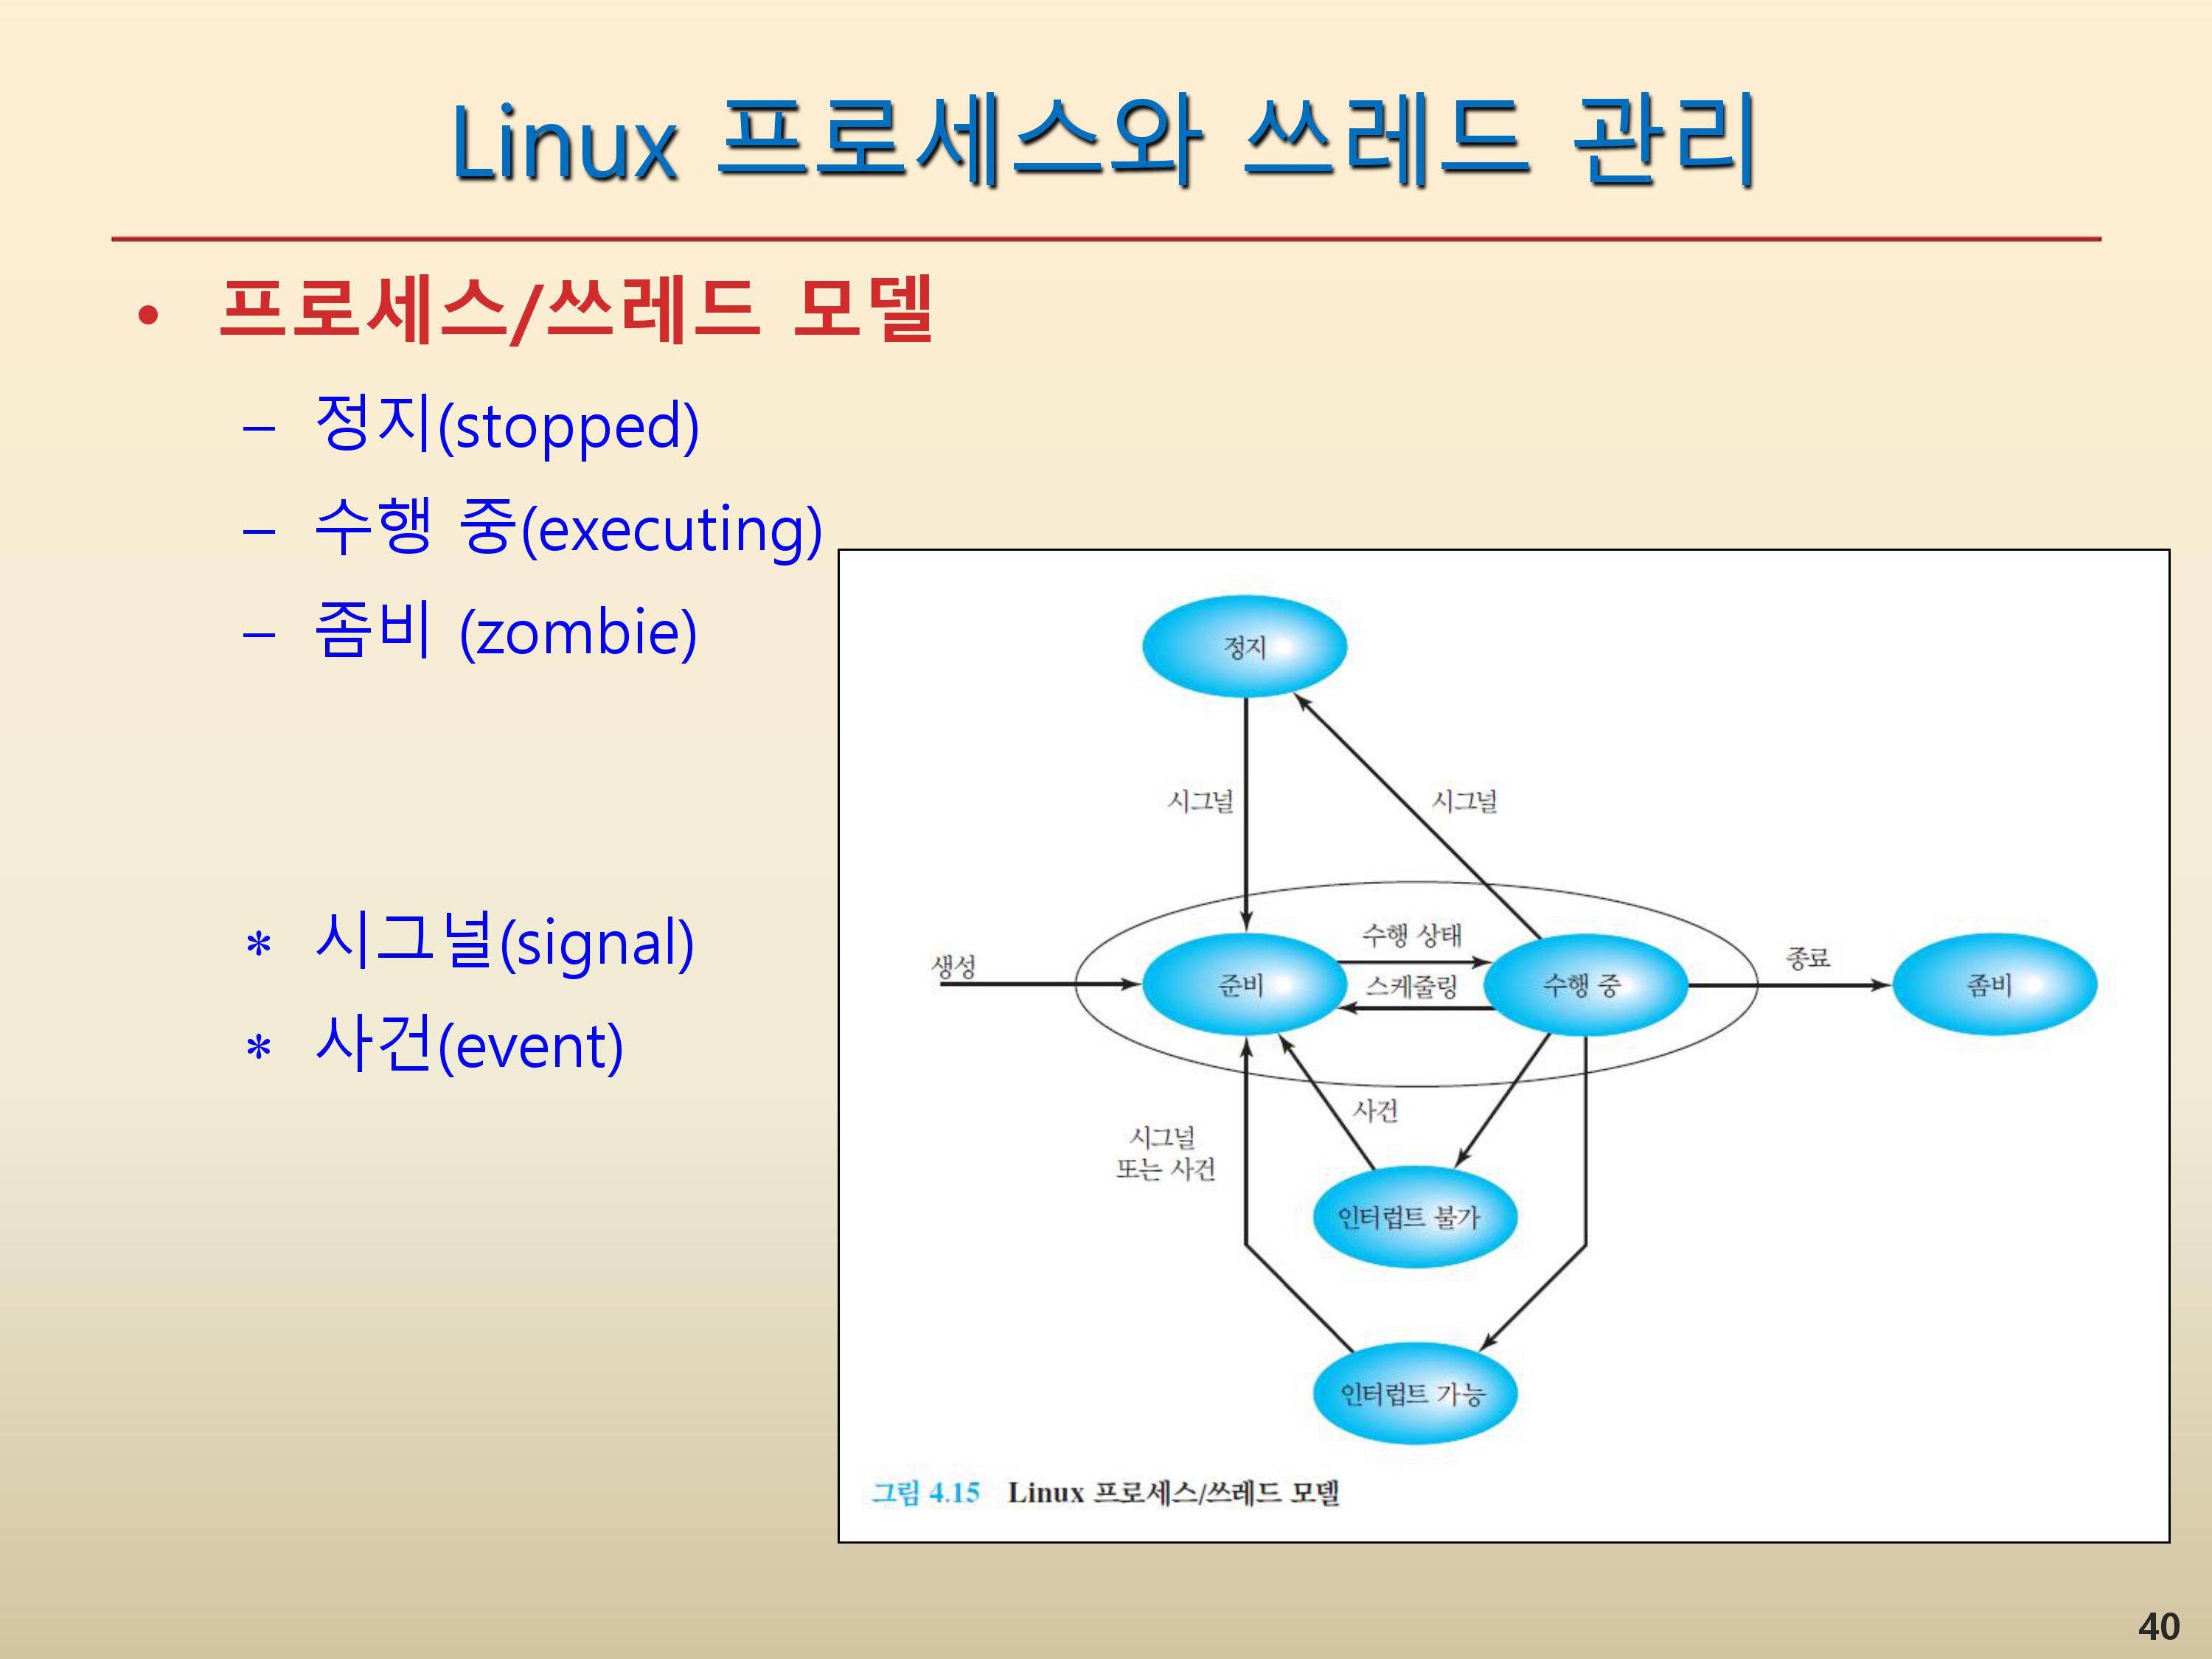 Linux 프로세스와 쓰레드 관리
• 프로세스/쓰레드 모델
– 정지(stopped)
– 수행 중(executing)
– 좀비 (zombie)
* 시그널(signal)
* 사건(event)
정지
시그널
시그널
생성
준비
수행 상태
스케줄링
수행 중
종료
좀비
사건
시그널
또는 사건
인터럽트 불가
인터럽트 가능
그림 4.15 Linux 프로세스/쓰레드 모델
40